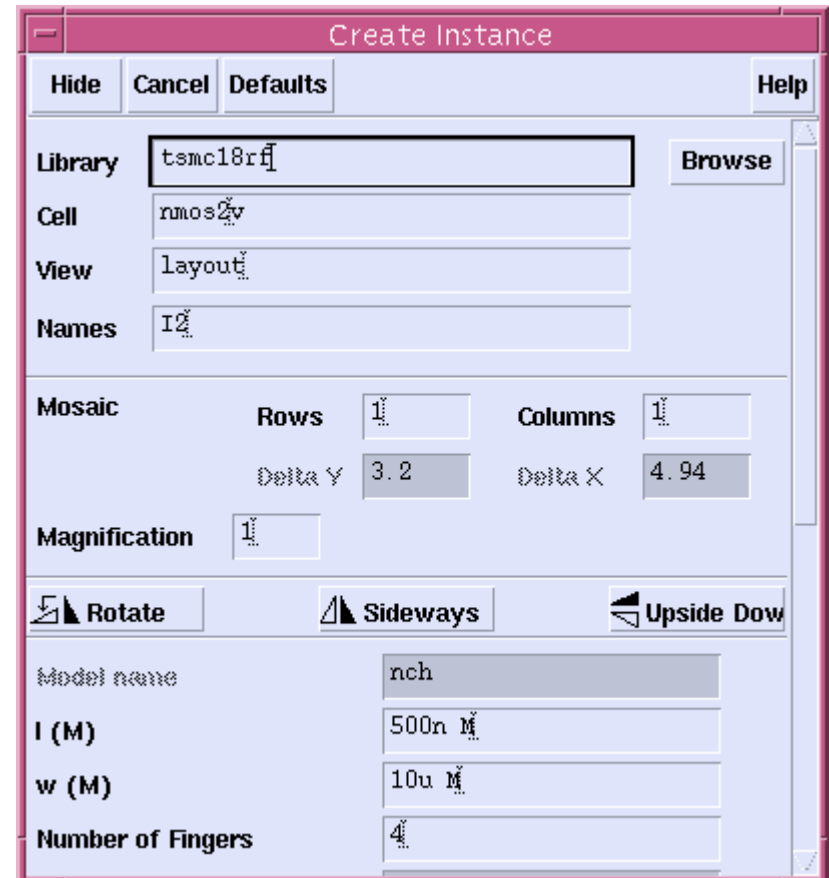 Create Instance
Hide Cancel Defaults Help
Library tsmc18rf Browse
Cell nmos2v
View layout
Names I2
Mosaic Rows 1 Columns 1
Delta Y 3.2 Delta X 4.94
Magnification 1
Rotate Sideways Upside Dow
Model name nch
l (M) 500n M
w (M) 10u M
Number of Fingers 4